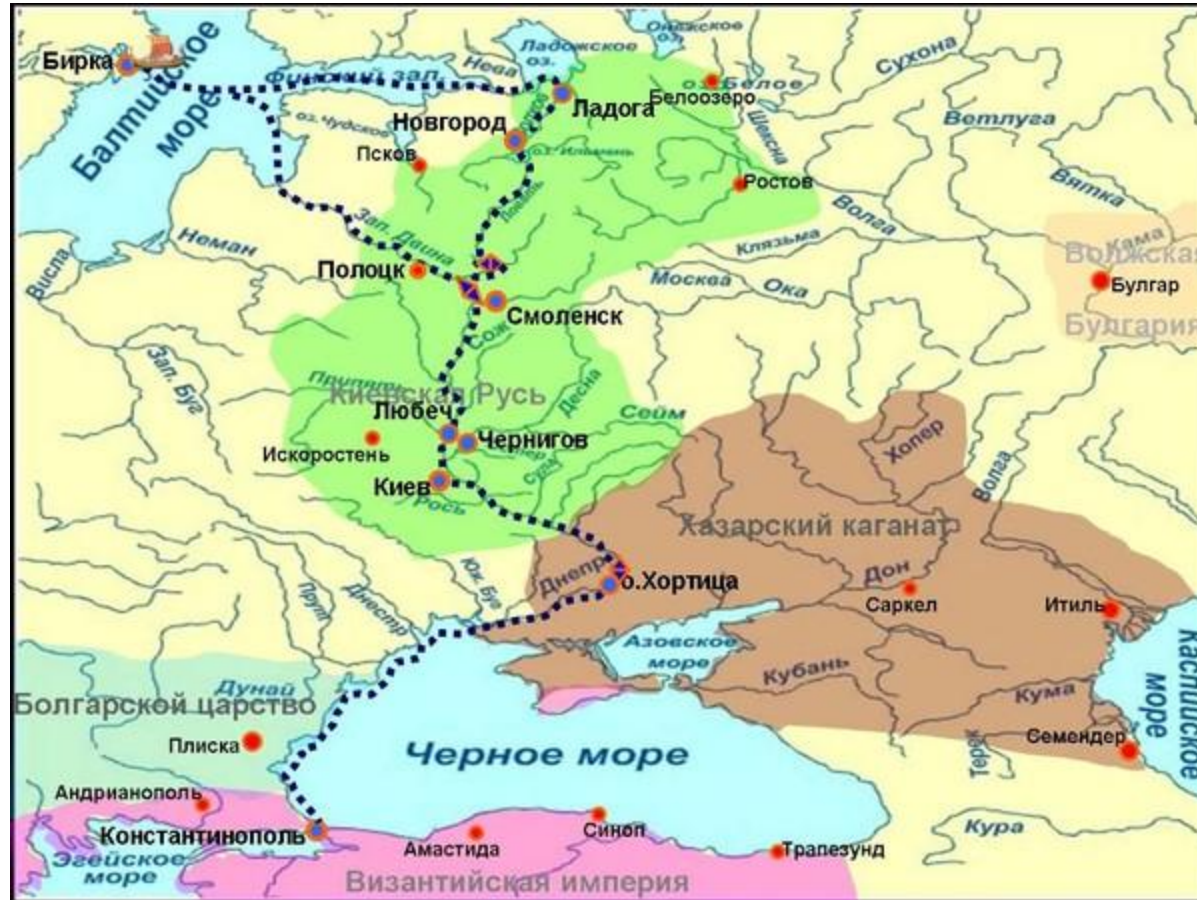 Онежское
оз.
Ладожское
оз.
Сухона
Бирка
Балтийское
море
Финский зал.
Нева
оз. Белое
Белоозеро
Ладога
Новгород
оз. Чудское
Псков
оз. Ильмень
Шексна
Ветлуга
Вятка
Ростов
Волга
Ловать
Зап. Двина
Неман
Висла
Клязьма
Кама
Волжская
Булгария
Булгар
Полоцк
Москва
Ока
Смоленск
Сож
Зап. Буг
Припять
Киевская Русь
Десна
Любеч
Сейм
Чернигов
Искоростень
Сула
Киев
Рось
Хопер
Волга
Хазарский каганат
Юж. Буг
Днепр
о.Хортица
Дон
Саркел
Итиль
Прут
Днестр
Азовское
море
Кубань
Кума
Каспийское
море
Дунай
Болгарской царство
Плиска
Черное море
Терек
Семендер
Андрианополь
Константинополь
Эгейское
море
Амастида
Синоп
Трапезунд
Кура
Византийская империя